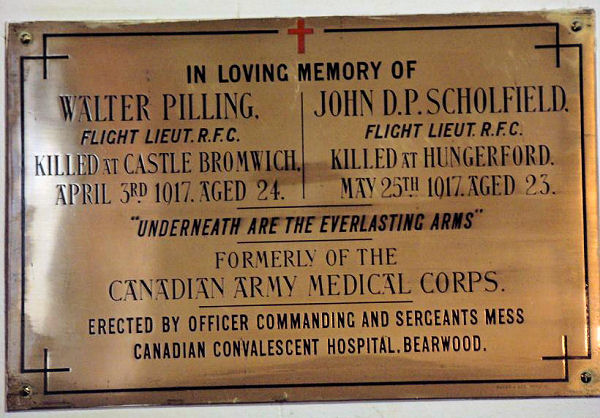 IN LOVING MEMORY OF
WALTER PILLING,
FLIGHT LIEUT. R.F.C.
KILLED AT CASTLE BROMWICH,
APRIL 3RD 1917. AGED 24.
JOHN D.P. SCHOLFIELD,
FLIGHT LIEUT. R.F.C.
KILLED AT HUNGERFORD.
MAY 25TH 1917. AGED 23.
"UNDERNEATH ARE THE EVERLASTING ARMS"
FORMERLY OF THE
CANADIAN ARMY MEDICAL CORPS.
ERECTED BY OFFICER COMMANDING AND SERGEANTS MESS
CANADIAN CONVALESCENT HOSPITAL, BEARWOOD.